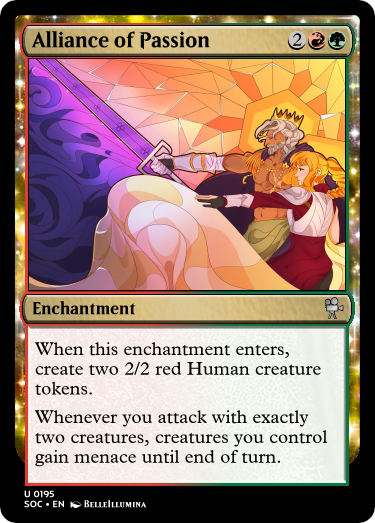 Alliance of Passion 2
Enchantment
When this enchantment enters,
create two 2/2 red Human creature
tokens.
Whenever you attack with exactly
two creatures, creatures you control
gain menace until end of turn.
U 0195
SOC • EN BelleIllumina